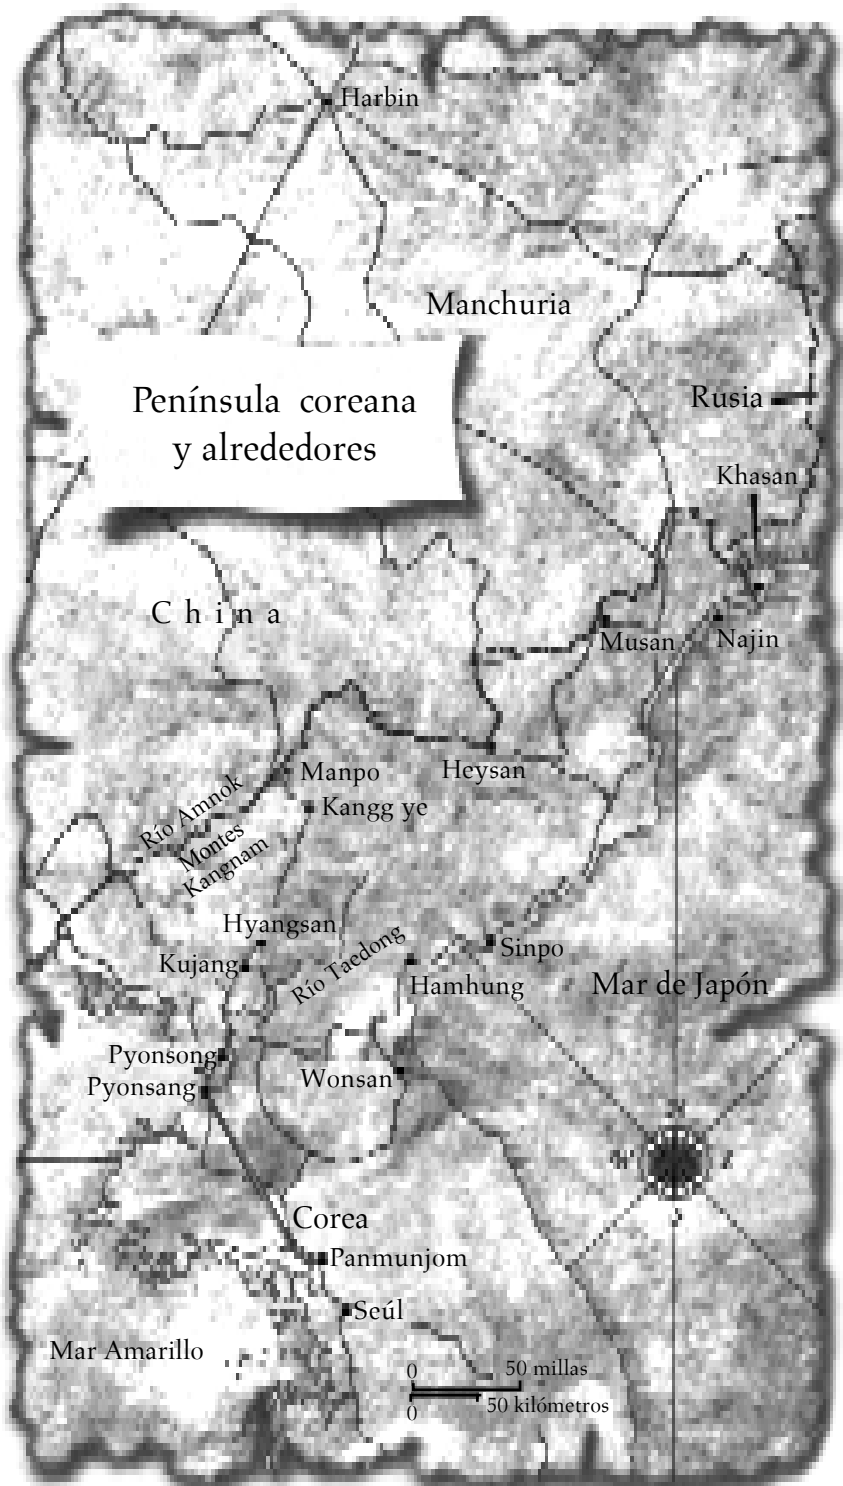 Harbin
Manchuria
Península coreana
y alrededores
Rusia
Khasan
China
Musan
Najin
Manpo
Heysan
Río Amnok
Kangg ye
Montes
Kangnam
Hyangsan
Río Taedong
Sinpo
Kujang
Hamhung
Mar de Japón
Pyonsong
Pyonsang
Wonsan
W
Corea
Panmunjom
Seúl
Mar Amarillo
0 50 millas
0 50 kilómetros